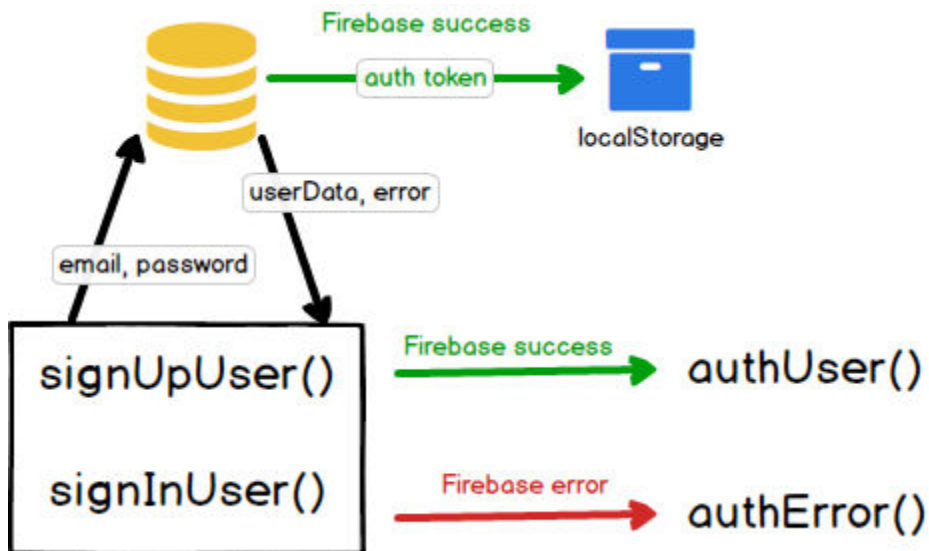 Firebase success
auth token
localStorage
userData, error
email, password
signUpUser()
Firebase success
authUser()
signInUser()
Firebase error
authError()